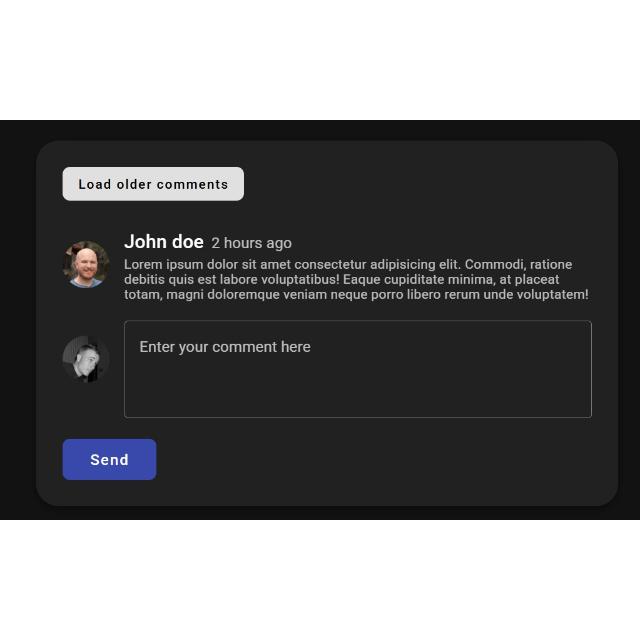 Load older comments
John doe 2 hours ago
Lorem ipsum dolor sit amet consectetur adipisicing elit. Commodi, ratione
debitis quis est labore voluptatibus! Eaque cupiditate minima, at placeat
totam, magni doloremque veniam neque porro libero rerum unde voluptatem!
Enter your comment here
Send